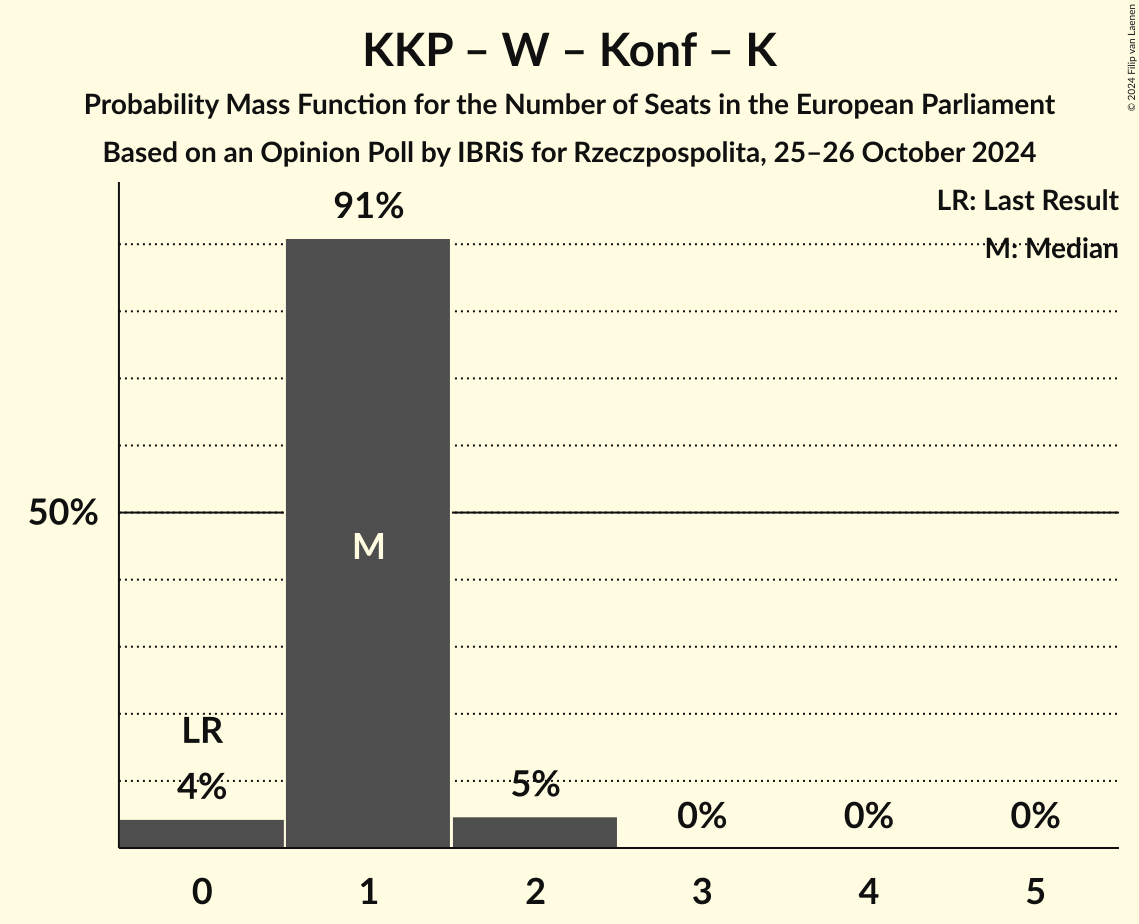 KKP – W – Konf – K
Probability Mass Function for the Number of Seats in the European Parliament
Based on an Opinion Poll by IBRiS for Rzeczpospolita, 25–26 October 2024
© 2024 Filip van Laenen
LR: Last Result
M: Median
91%
50%
M
LR
4%
5%
0%
0%
0%
0
1
2
3
4
5